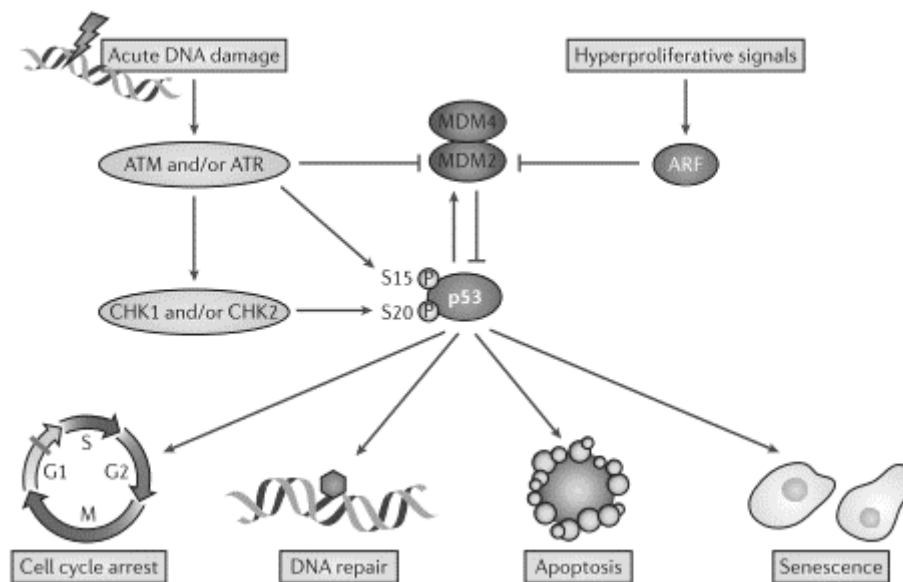 Acute DNA damage
Hyperproliferative signals
MDM4
ATM and/or ATR
MDM2
ARF
S15 P
p53
CHK1 and/or CHK2
S20 P
S
G1
G2
M
Cell cycle arrest
DNA repair
Apoptosis
Senescence